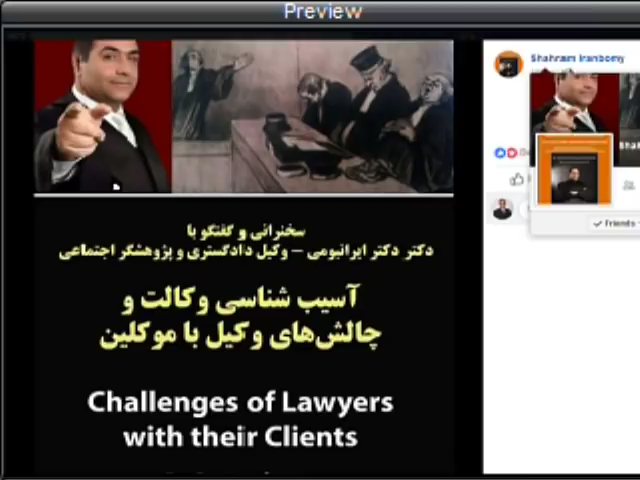 Preview
سخنرانی و گفتگو با
دکتر دکتر ایرانبومی – وکیل دادگستری و پژوهشگر اجتماعی
آسیب شناسی وکالت و
چالش‌های وکیل با موکلین
Challenges of Lawyers
with their Clients
Shahram Iranbomy
Friends